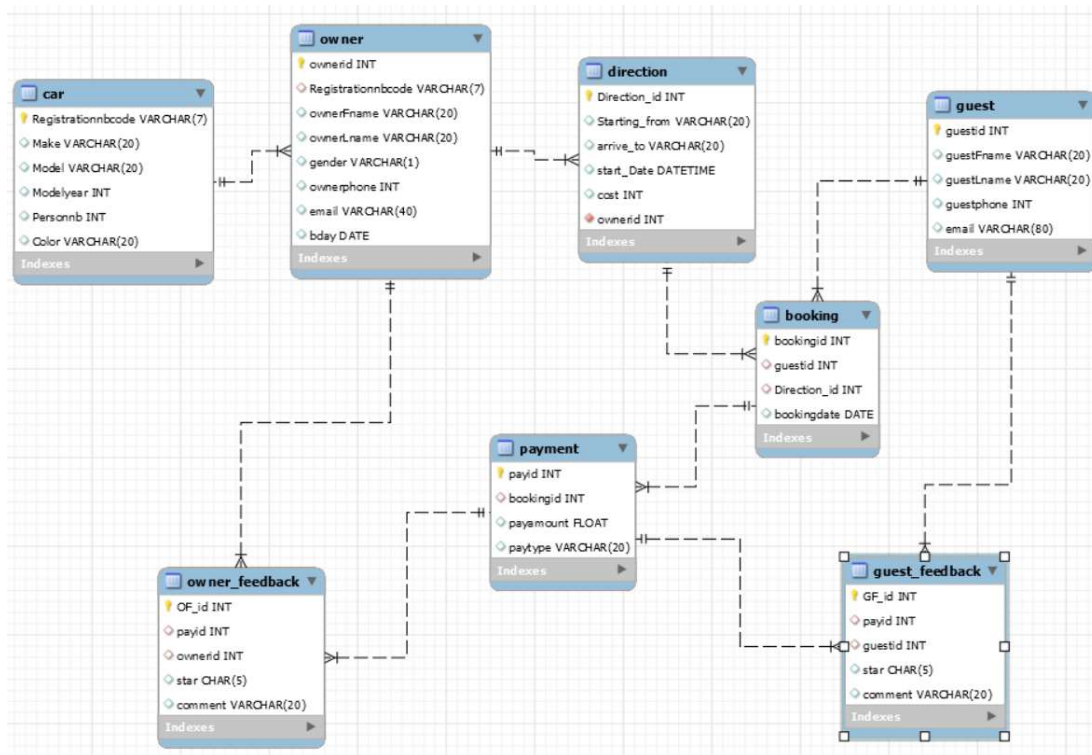 car
Registrationnbcode VARCHAR(7)
Make VARCHAR(20)
Model VARCHAR(20)
Modelyear INT
Personnb INT
Color VARCHAR(20)
Indexes
owner
ownerid INT
Registrationnbcode VARCHAR(7)
ownerFname VARCHAR(20)
ownerLname VARCHAR(20)
gender VARCHAR(1)
ownerphone INT
email VARCHAR(40)
bday DATE
Indexes
direction
Direction_id INT
Starting_from VARCHAR(20)
arrive_to VARCHAR(20)
start_Date DATETIME
cost INT
ownerid INT
Indexes
guest
guestid INT
guestFname VARCHAR(20)
guestLname VARCHAR(20)
guestphone INT
email VARCHAR(80)
Indexes
booking
bookingid INT
guestid INT
Direction_id INT
bookingdate DATE
Indexes
payment
payid INT
bookingid INT
payamount FLOAT
paytype VARCHAR(20)
Indexes
owner_feedback
OF_id INT
payid INT
ownerid INT
star CHAR(5)
comment VARCHAR(20)
Indexes
guest_feedback
GF_id INT
payid INT
guestid INT
star CHAR(5)
comment VARCHAR(20)
Indexes